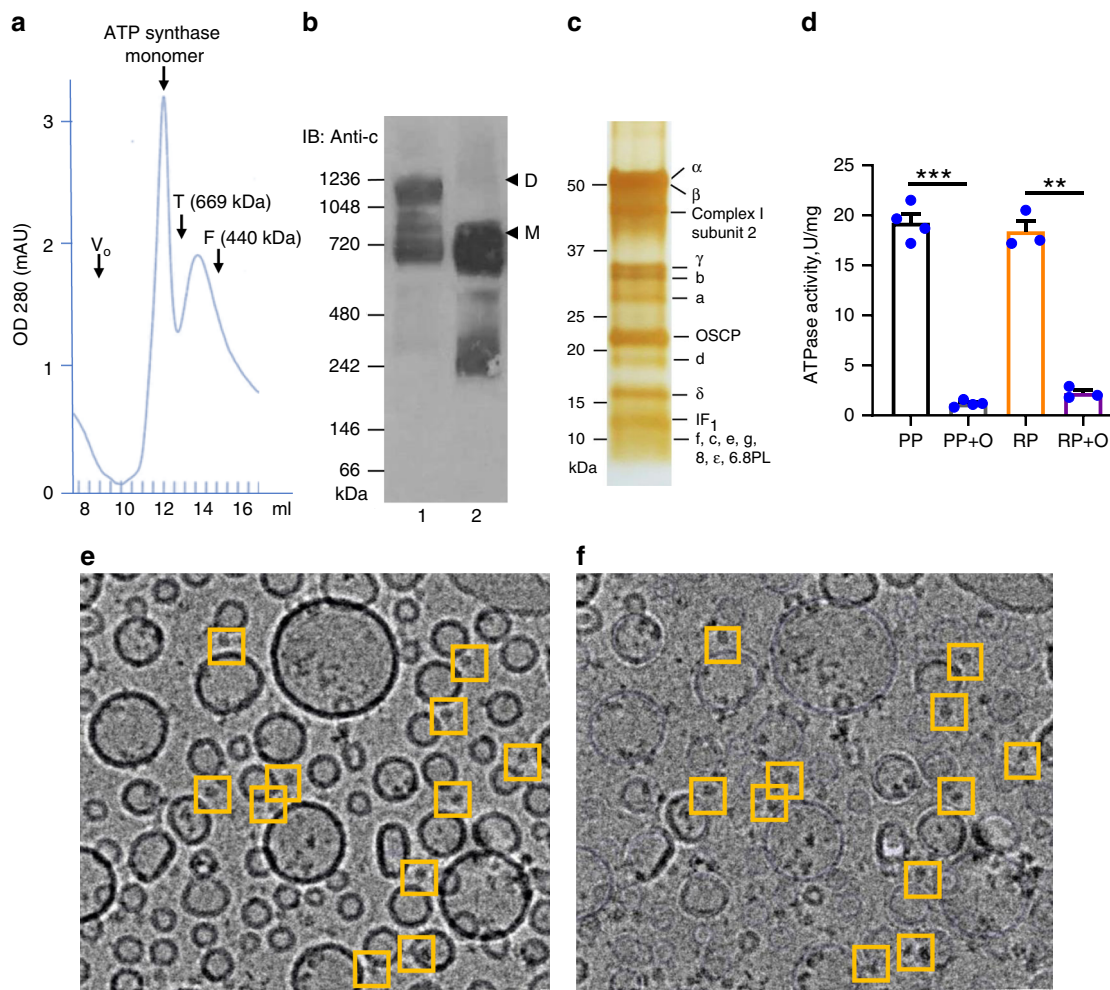 a
ATP synthase
monomer
OD 280 (mAU)
3
2
1
0
Vo
T (669 kDa)
F (440 kDa)
8 10 12 14 16 ml
b
IB: Anti-c
1236
1048
720
480
242
146
66
kDa
D
M
1 2
c
50
37
25
20
15
10
kDa
α
β
Complex I
subunit 2
γ
b
a
OSCP
d
δ
IF1
f, c, e, g,
8, ε, 6.8PL
d
ATPase activity,U/mg
25
20
15
10
5
0
***
**
PP PP+O RP RP+O
e
f